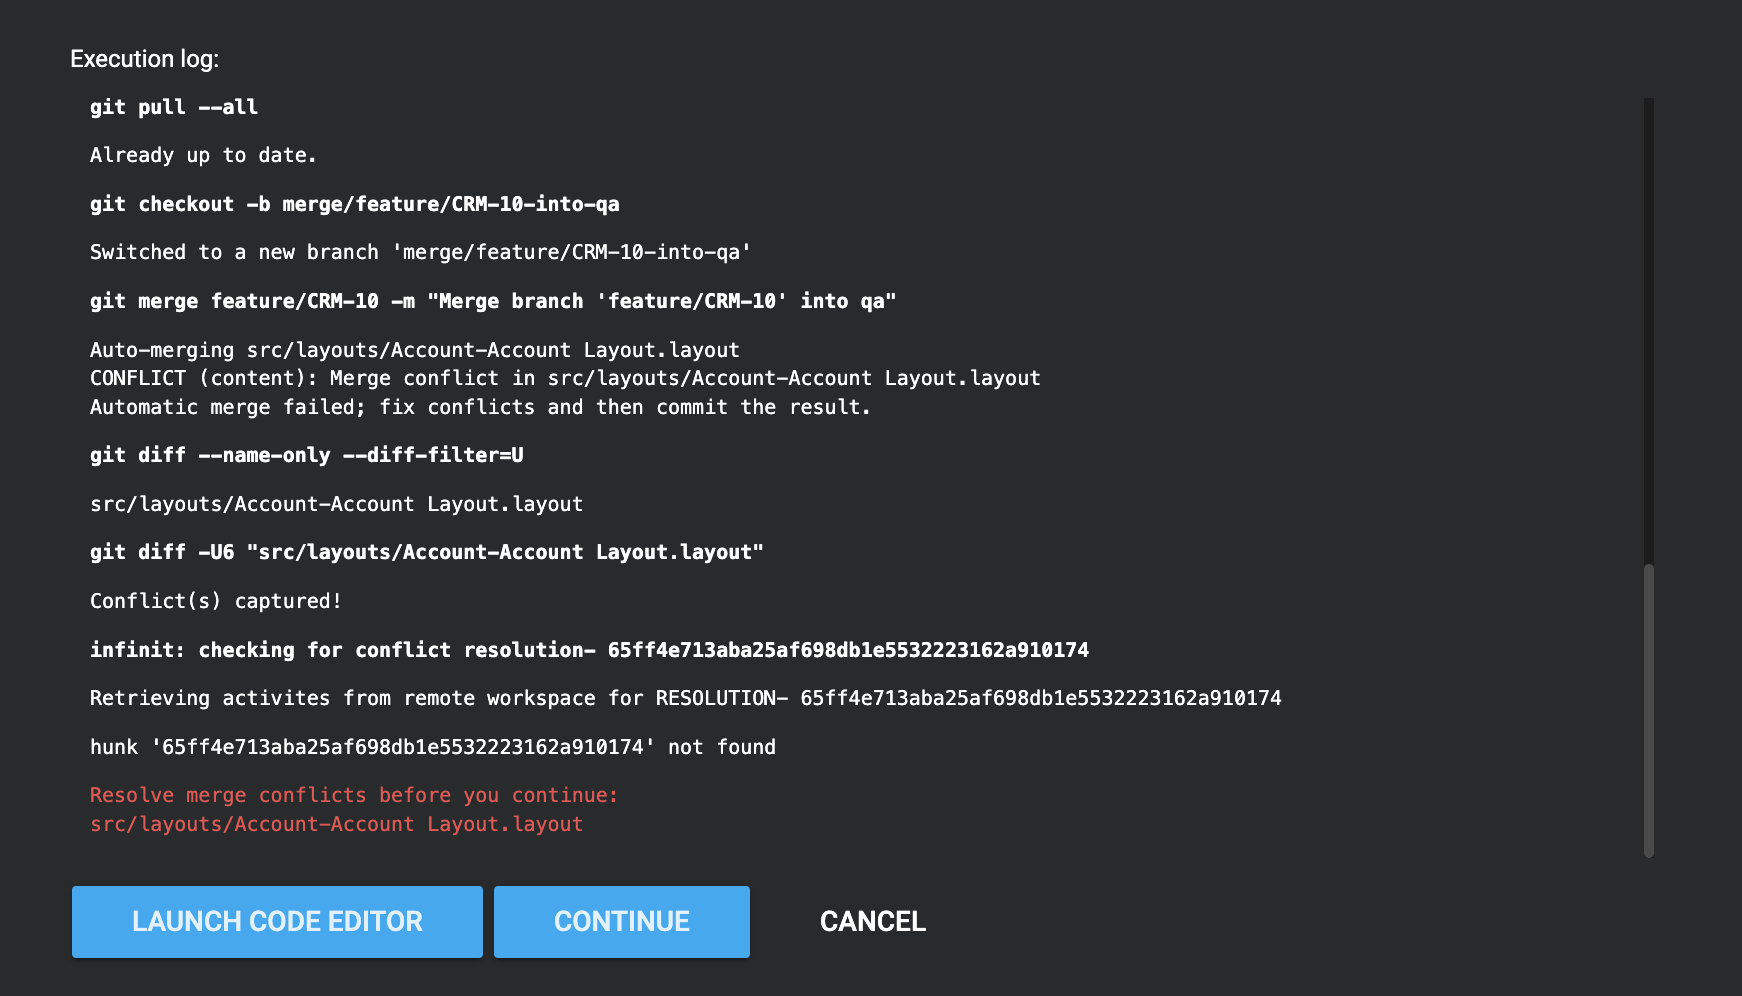 Execution log:
git pull --all
Already up to date.
git checkout -b merge/feature/CRM-10-into-qa
Switched to a new branch 'merge/feature/CRM-10-into-qa'
git merge feature/CRM-10 -m "Merge branch 'feature/CRM-10' into qa"
Auto-merging src/layouts/Account-Account Layout.layout
CONFLICT (content): Merge conflict in src/layouts/Account-Account Layout.layout
Automatic merge failed; fix conflicts and then commit the result.
git diff --name-only --diff-filter=U
src/layouts/Account-Account Layout.layout
git diff -U6 "src/layouts/Account-Account Layout.layout"
Conflict(s) captured!
infinit: checking for conflict resolution- 65ff4e713aba25af698db1e5532223162a910174
Retrieving activites from remote workspace for RESOLUTION- 65ff4e713aba25af698db1e5532223162a910174
hunk '65ff4e713aba25af698db1e5532223162a910174' not found
Resolve merge conflicts before you continue:
src/layouts/Account-Account Layout.layout
LAUNCH CODE EDITOR CONTINUE CANCEL